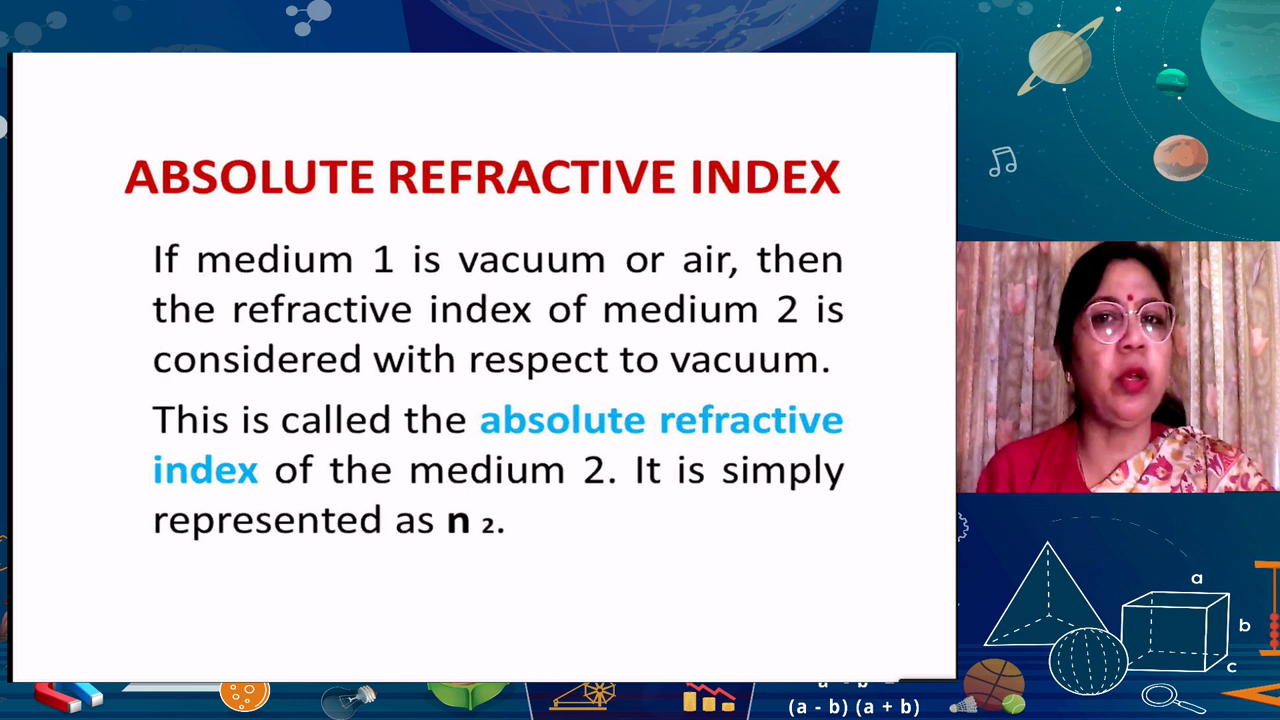 ABSOLUTE REFRACTIVE INDEX
If medium 1 is vacuum or air, then
the refractive index of medium 2 is
considered with respect to vacuum.
This is called the absolute refractive
index of the medium 2. It is simply
represented as n 2.
a
b
c
(a - b) (a + b)